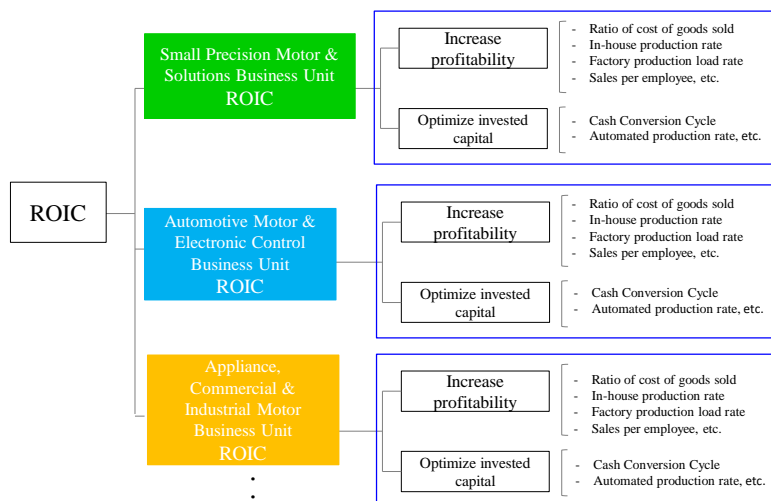 ROIC
Small Precision Motor &
Solutions Business Unit
ROIC
Increase
profitability
- Ratio of cost of goods sold
- In-house production rate
- Factory production load rate
- Sales per employee, etc.
Optimize invested
capital
- Cash Conversion Cycle
- Automated production rate, etc.
Automotive Motor &
Electronic Control
Business Unit
ROIC
Increase
profitability
- Ratio of cost of goods sold
- In-house production rate
- Factory production load rate
- Sales per employee, etc.
Optimize invested
capital
- Cash Conversion Cycle
- Automated production rate, etc.
Appliance,
Commercial &
Industrial Motor
Business Unit
ROIC
Increase
profitability
- Ratio of cost of goods sold
- In-house production rate
- Factory production load rate
- Sales per employee, etc.
Optimize invested
capital
- Cash Conversion Cycle
- Automated production rate, etc.